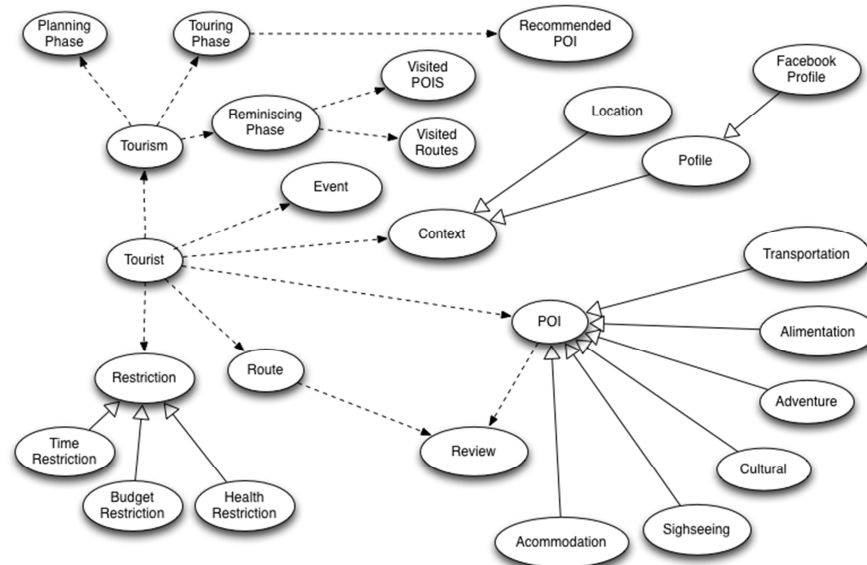 Planning
Phase
Touring
Phase
Recommended
POI
Visited
POIS
Facebook
Profile
Reminiscing
Phase
Location
Tourism
Visited
Routes
Pofile
Event
Context
Tourist
Transportation
POI
Alimentation
Restriction
Route
Adventure
Time
Restriction
Review
Cultural
Budget
Restriction
Health
Restriction
Acommodation
Sighseeing